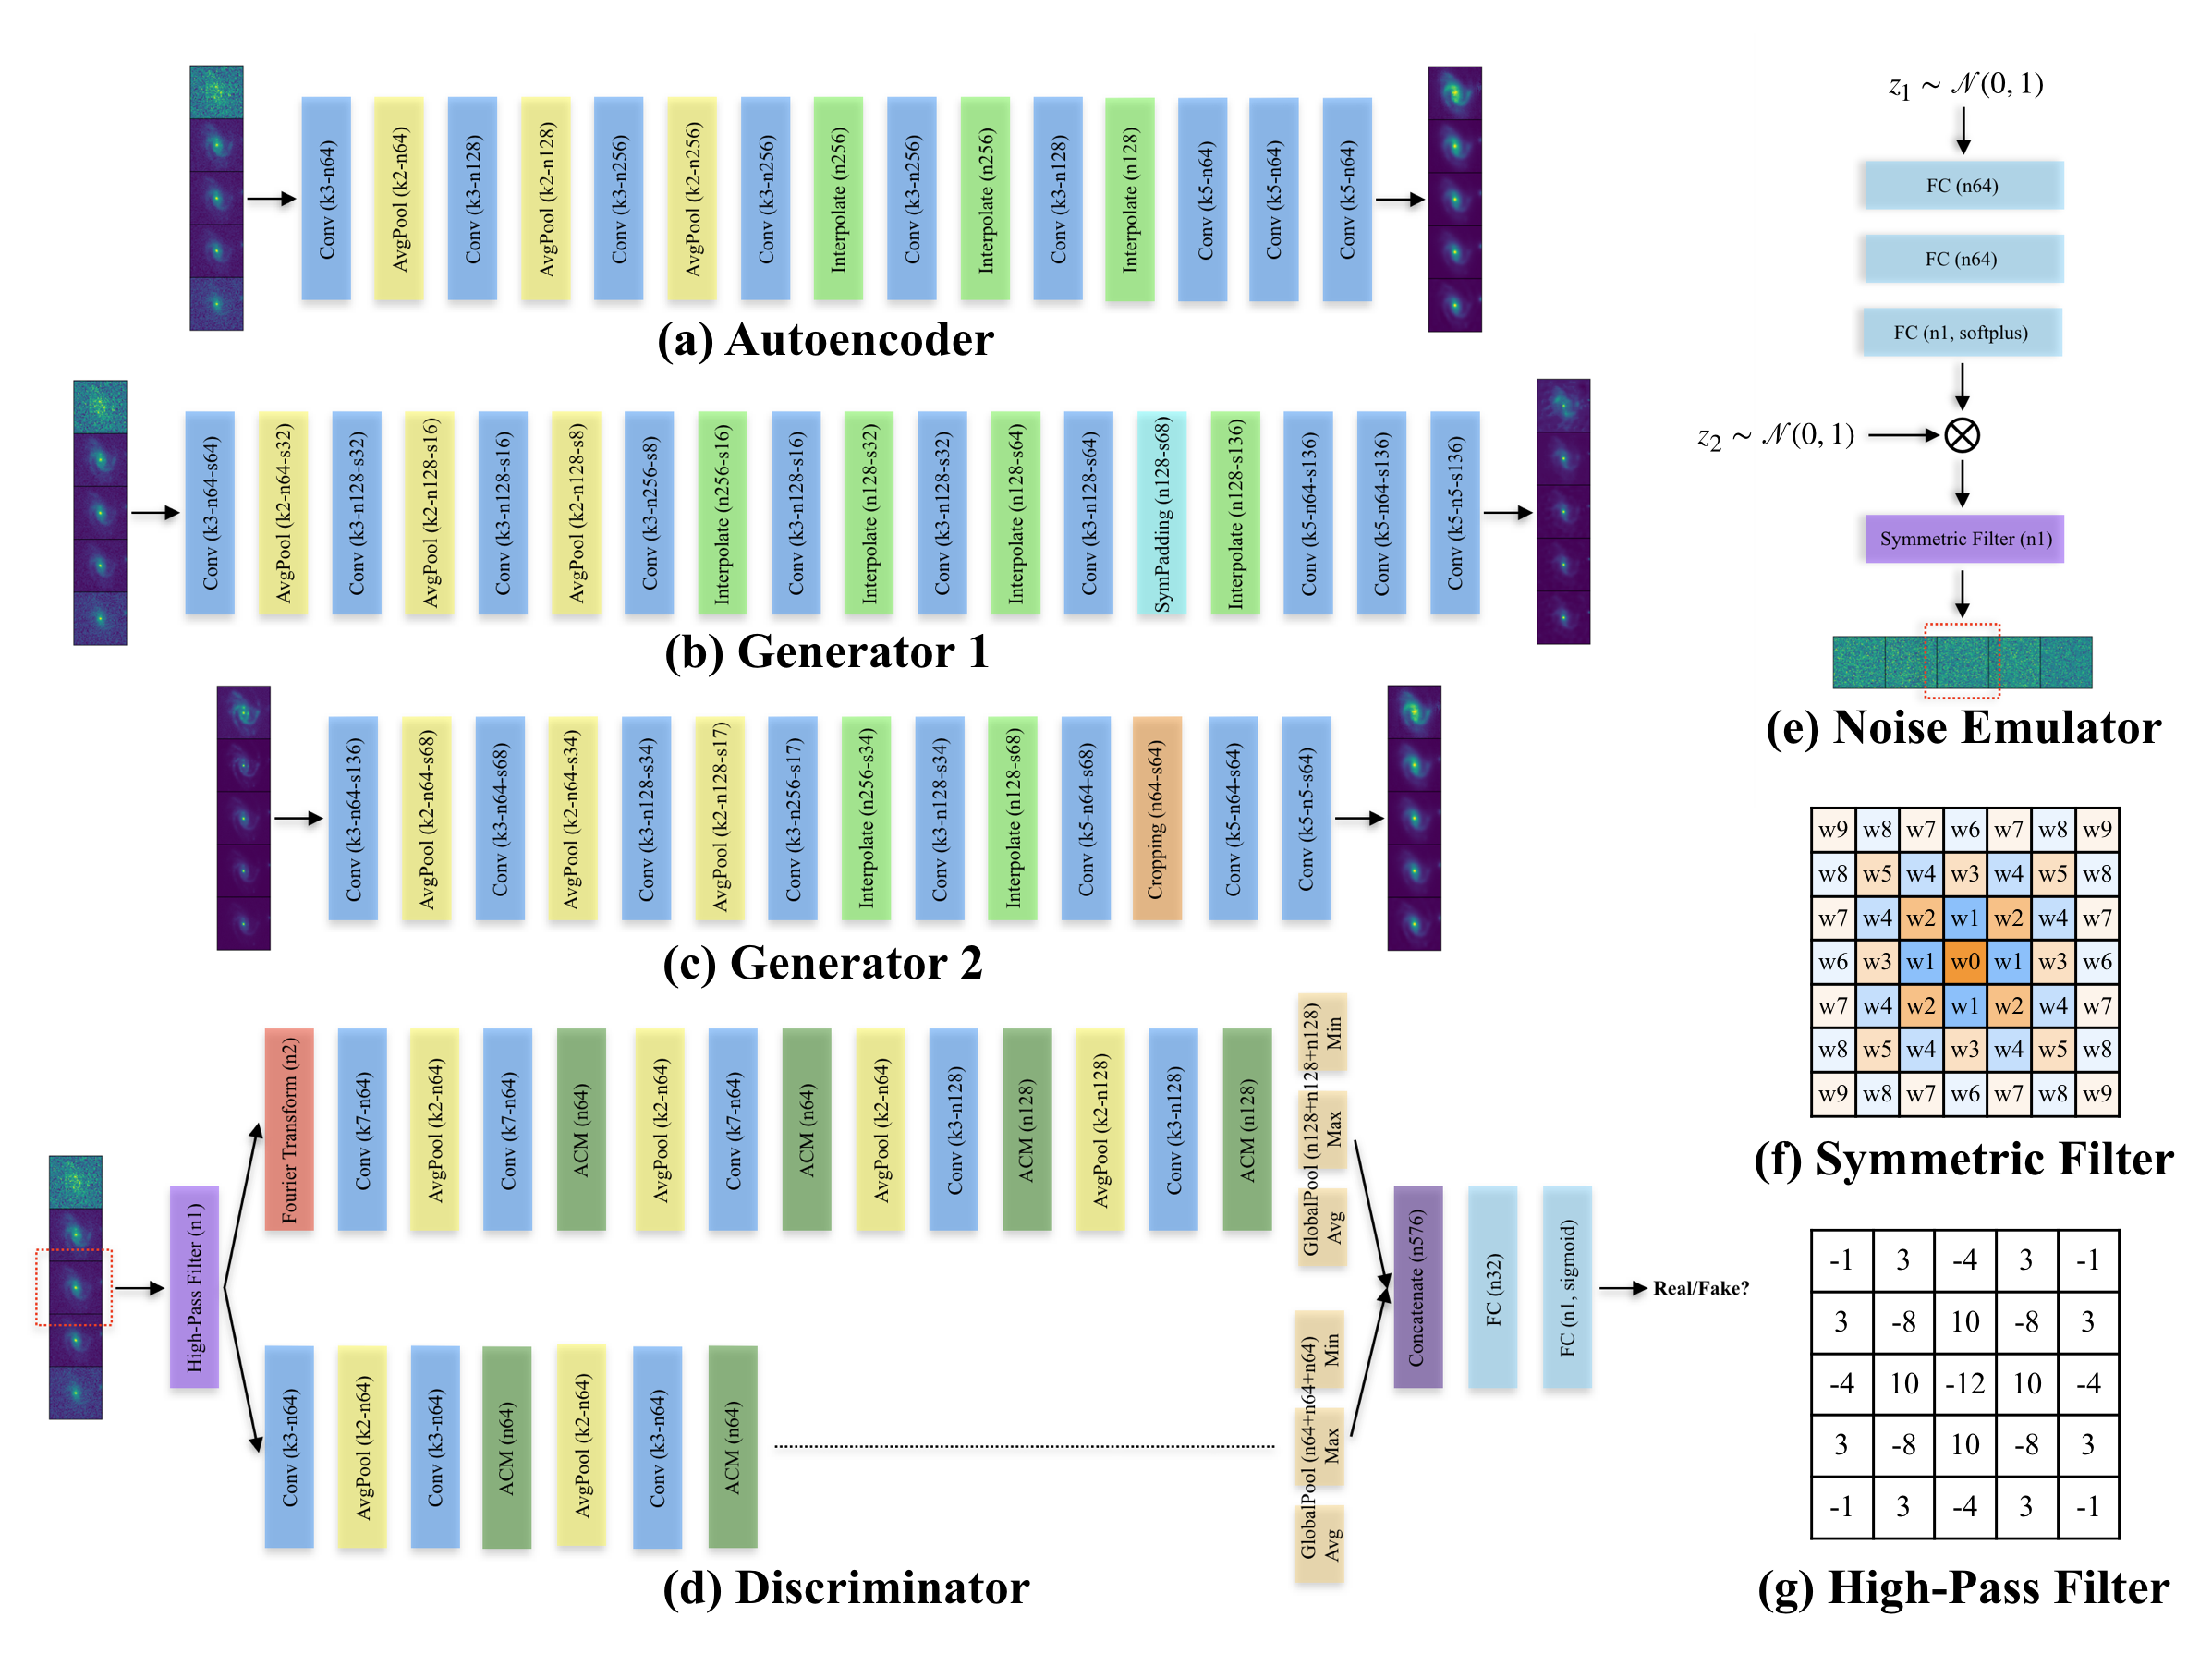 Conv (k3-n64)
AvgPool (k2-n64)
Conv (k3-n128)
AvgPool (k2-n128)
Conv (k3-n256)
AvgPool (k2-n256)
Conv (k3-n256)
Interpolate (n256)
Conv (k3-n256)
Interpolate (n256)
Conv (k3-n128)
Interpolate (n128)
Conv (k5-n64)
Conv (k5-n64)
Conv (k5-n64)
(a) Autoencoder
Conv (k3-n64-s64)
AvgPool (k2-n64-s32)
Conv (k3-n128-s32)
AvgPool (k2-n128-s16)
Conv (k3-n128-s16)
AvgPool (k2-n128-s8)
Conv (k3-n256-s8)
Interpolate (n256-s16)
Conv (k3-n128-s16)
Interpolate (n128-s32)
Conv (k3-n128-s32)
Interpolate (n128-s64)
Conv (k3-n128-s64)
SymPadding (n128-s68)
Interpolate (n128-s136)
Conv (k5-n64-s136)
Conv (k5-n64-s136)
Conv (k5-n5-s136)
(b) Generator 1
Conv (k3-n64-s136)
AvgPool (k2-n64-s68)
Conv (k3-n64-s68)
AvgPool (k2-n64-s34)
Conv (k3-n128-s34)
AvgPool (k2-n128-s17)
Conv (k3-n256-s17)
Interpolate (n256-s34)
Conv (k3-n128-s34)
Interpolate (n128-s68)
Conv (k5-n64-s68)
Cropping (n64-s64)
Conv (k5-n64-s64)
Conv (k5-n5-s64)
(c) Generator 2
High-Pass Filter (n1)
Fourier Transform (n2)
Conv (k7-n64)
AvgPool (k2-n64)
Conv (k7-n64)
ACM (n64)
AvgPool (k2-n64)
Conv (k7-n64)
ACM (n64)
AvgPool (k2-n64)
Conv (k3-n128)
ACM (n128)
AvgPool (k2-n128)
Conv (k3-n128)
ACM (n128)
GlobalPool (n128+n128+n128)
Min
Max
Avg
Conv (k3-n64)
AvgPool (k2-n64)
Conv (k3-n64)
ACM (n64)
AvgPool (k2-n64)
Conv (k3-n64)
ACM (n64)
GlobalPool (n64+n64+n64)
Min
Max
Avg
Concatenate (n576)
FC (n32)
FC (n1, sigmoid)
Real/Fake?
(d) Discriminator
z1 ∼ 𝒩(0, 1)
FC (n64)
FC (n64)
FC (n1, softplus)
z2 ∼ 𝒩(0, 1)
Symmetric Filter (n1)
(e) Noise Emulator
w9 w8 w7 w6 w7 w8 w9
w8 w5 w4 w3 w4 w5 w8
w7 w4 w2 w1 w2 w4 w7
w6 w3 w1 w0 w1 w3 w6
w7 w4 w2 w1 w2 w4 w7
w8 w5 w4 w3 w4 w5 w8
w9 w8 w7 w6 w7 w8 w9
(f) Symmetric Filter
-1 3 -4 3 -1
3 -8 10 -8 3
-4 10 -12 10 -4
3 -8 10 -8 3
-1 3 -4 3 -1
(g) High-Pass Filter